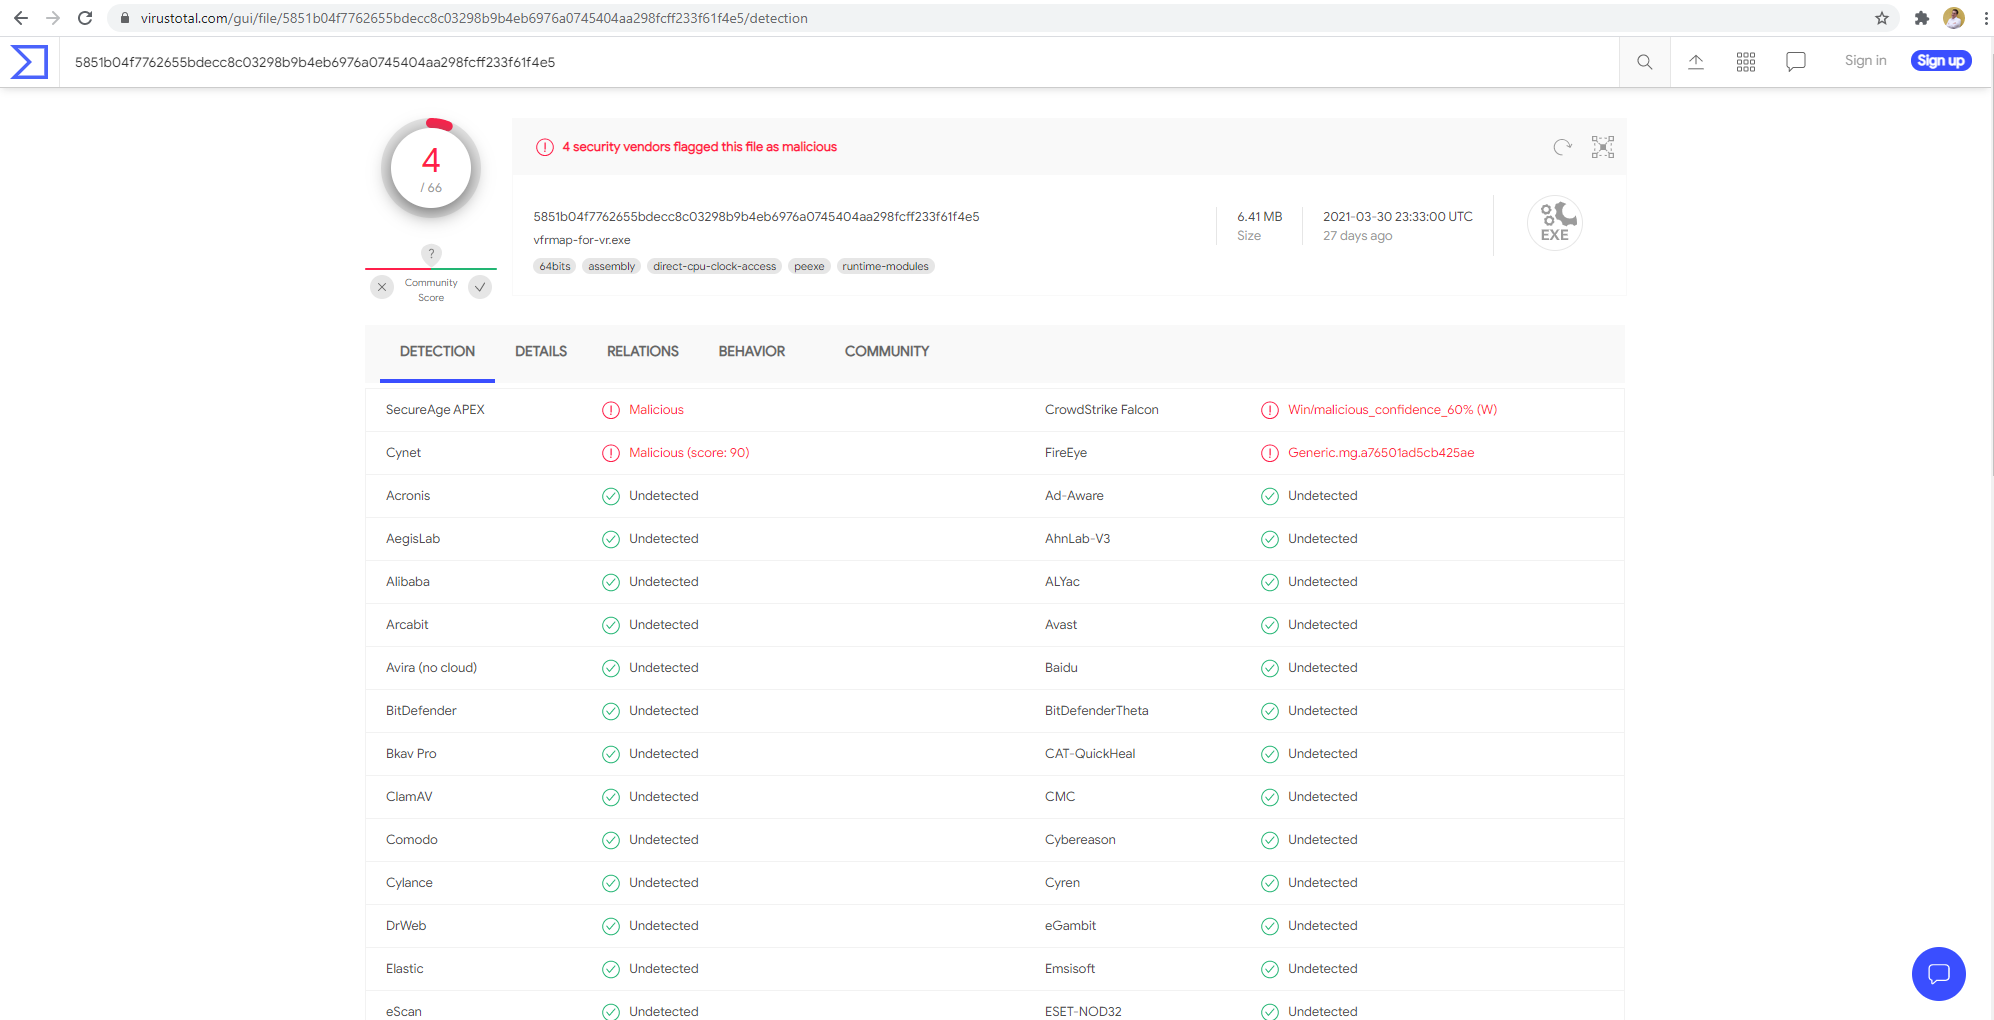 virustotal.com/gui/file/5851b04f7762655bdecc8c03298b9b4eb6976a0745404aa298fcff233f61f4e5/detection
5851b04f7762655bdecc8c03298b9b4eb6976a0745404aa298fcff233f61f4e5
Sign in
Sign up
4
/ 66
?
Community
Score
4 security vendors flagged this file as malicious
5851b04f7762655bdecc8c03298b9b4eb6976a0745404aa298fcff233f61f4e5
vfrmap-for-vr.exe
64bits assembly direct-cpu-clock-access peexe runtime-modules
6.41 MB
Size
2021-03-30 23:33:00 UTC
27 days ago
EXE
DETECTION DETAILS RELATIONS BEHAVIOR COMMUNITY
SecureAge APEX Malicious CrowdStrike Falcon Win/malicious_confidence_60% (W)
Cynet Malicious (score: 90) FireEye Generic.mg.a76501ad5cb425ae
Acronis Undetected Ad-Aware Undetected
AegisLab Undetected AhnLab-V3 Undetected
Alibaba Undetected ALYac Undetected
Arcabit Undetected Avast Undetected
Avira (no cloud) Undetected Baidu Undetected
BitDefender Undetected BitDefenderTheta Undetected
Bkav Pro Undetected CAT-QuickHeal Undetected
ClamAV Undetected CMC Undetected
Comodo Undetected Cybereason Undetected
Cylance Undetected Cyren Undetected
DrWeb Undetected eGambit Undetected
Elastic Undetected Emsisoft Undetected
eScan Undetected ESET-NOD32 Undetected